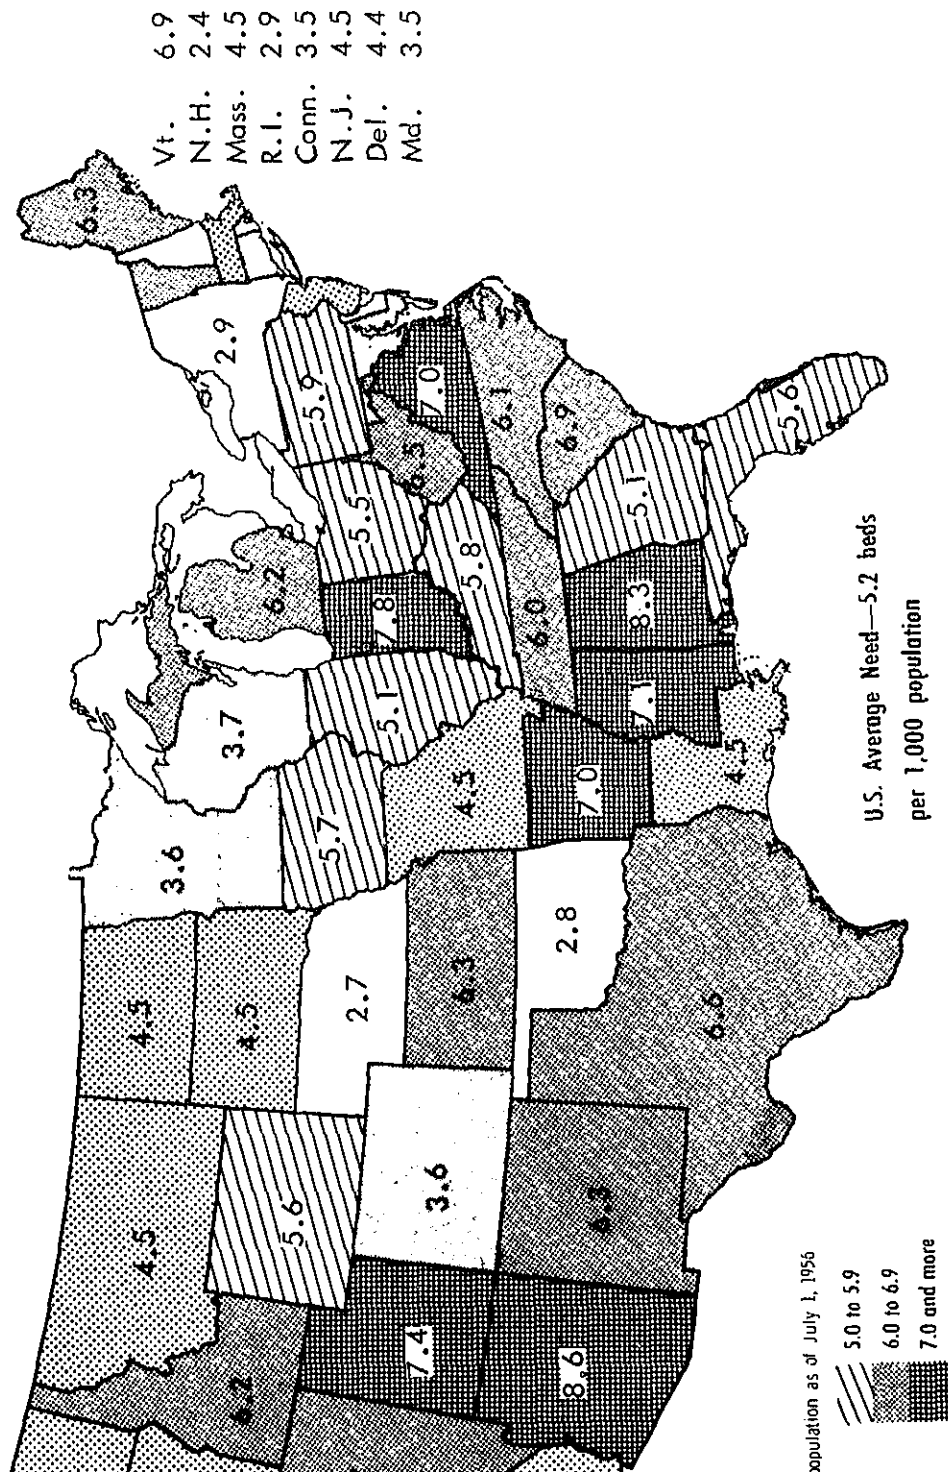 Vt. 6.9
N.H. 2.4
Mass. 4.5
R.I. 2.9
Conn. 3.5
N.J. 4.5
Del. 4.4
Md. 3.5
6.3
2.9
5.9
7.0
6.1
6.9
5.6
6.5
5.5
5.1
6.2
5.8
7.8
6.0
8.3
7.1
5.1
3.7
4.5
4.5
7.0
5.7
3.6
2.8
6.3
2.7
4.5
4.5
6.6
3.6
6.3
5.6
4.5
7.4
8.6
6.2
U.S. Average Need—5.2 beds
per 1,000 population
population as of July 1, 1956
5.0 to 5.9
6.0 to 6.9
7.0 and more